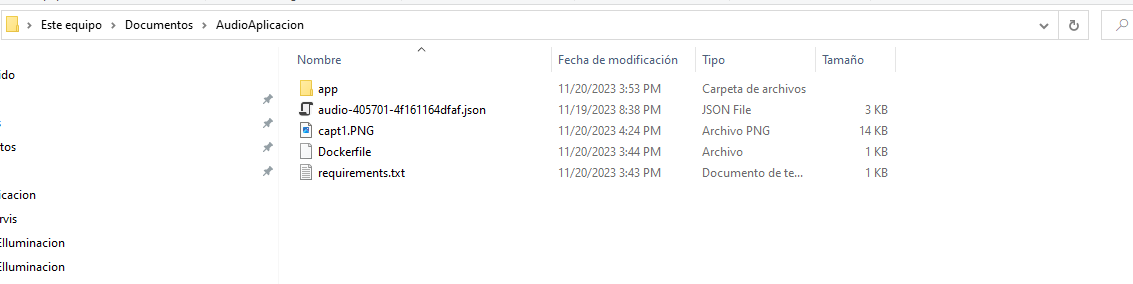 Este equipo > Documentos > AudioAplicacion
Nombre Fecha de modificación Tipo Tamaño
app 11/20/2023 3:53 PM Carpeta de archivos
audio-405701-4f161164dfaf.json 11/19/2023 8:38 PM JSON File 3 KB
capt1.PNG 11/20/2023 4:24 PM Archivo PNG 14 KB
Dockerfile 11/20/2023 3:44 PM Archivo 1 KB
requirements.txt 11/20/2023 3:43 PM Documento de te... 1 KB
ido
s
tos
icacion
rvis
Elluminacion
Elluminacion